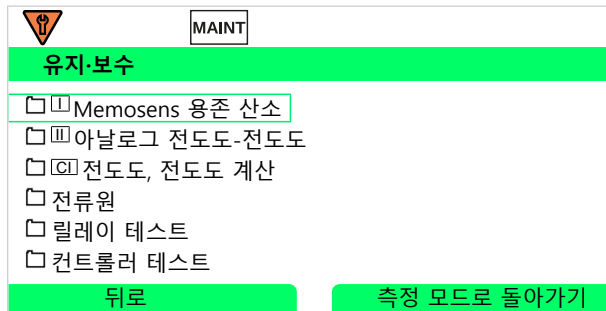 MAINT
유지·보수
I Memosens 용존 산소
II 아날로그 전도도-전도도
CI 전도도, 전도도 계산
전류원
릴레이 테스트
컨트롤러 테스트
뒤로 측정 모드로 돌아가기